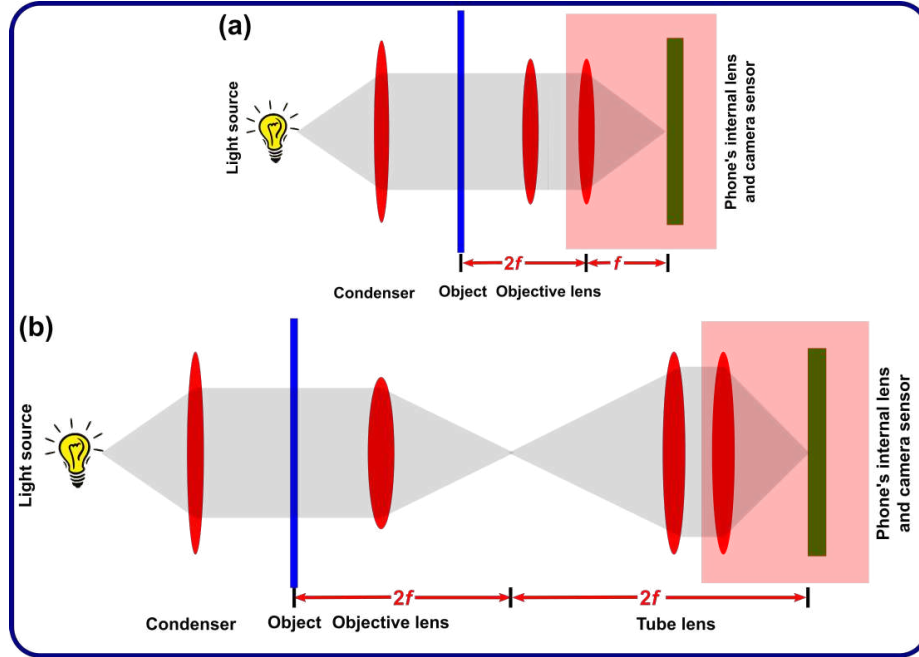 (a)
Light source
Phone's internal lens
and camera sensor
2f
f
Condenser
Object
Objective lens
(b)
Light source
Phone's internal lens
and camera sensor
2f
2f
Condenser
Object
Objective lens
Tube lens